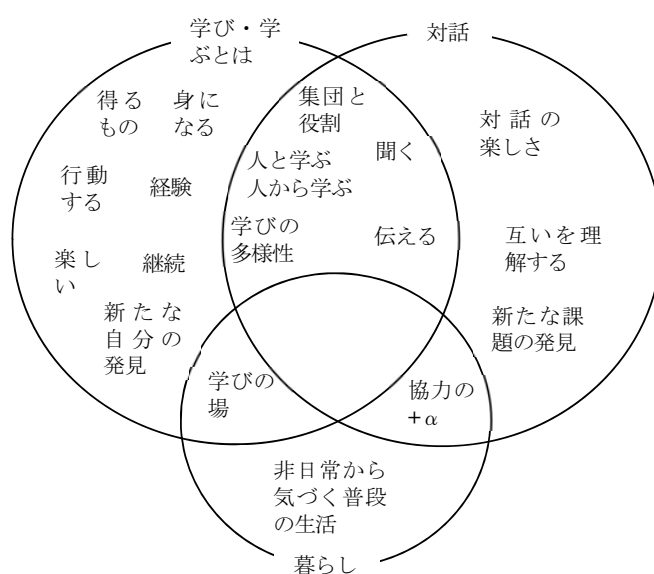 学び・学
ぶとは
対話
得る
もの
身に
なる
集団と
役割
聞く
対話の
楽しさ
人と学ぶ
人から学ぶ
行動
する
経験
学びの
多様性
伝える
互いを理
解する
楽し
い
継続
新たな
自分の
発見
新たな課
題の発見
学びの
場
協力の
+α
非日常から
気づく普段
の生活
暮らし